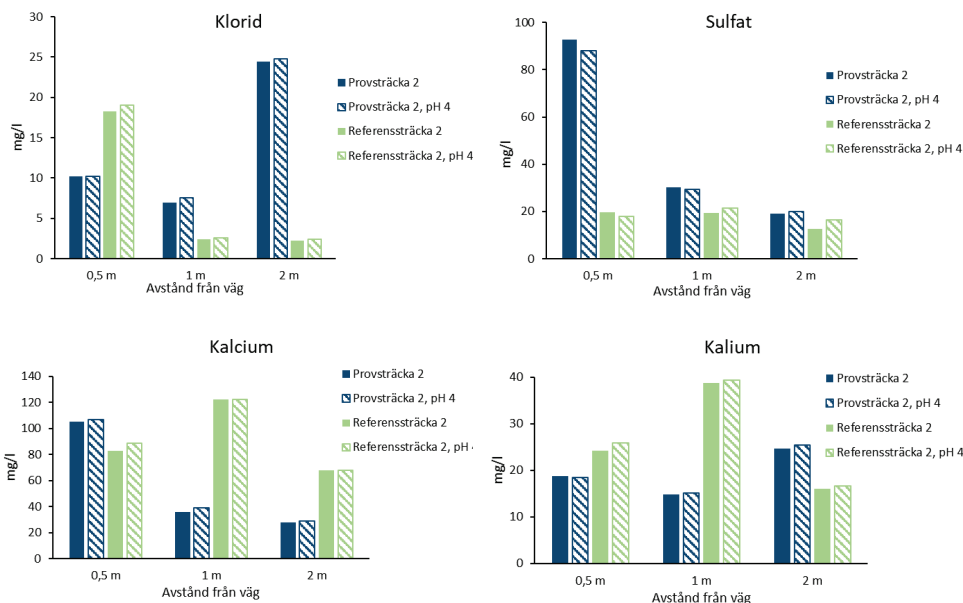 Klorid
30
25
20
15
10
5
0
mg/l
0,5 m
1 m
2 m
Avstånd från väg
Provsträcka 2
Provsträcka 2, pH 4
Referenssträcka 2
Referenssträcka 2, pH 4
Sulfat
100
80
60
40
20
0
mg/l
0,5 m
1 m
2 m
Avstånd från väg
Provsträcka 2
Provsträcka 2, pH 4
Referenssträcka 2
Referenssträcka 2, pH 4
Kalcium
140
120
100
80
60
40
20
0
mg/l
0,5 m
1 m
2 m
Avstånd från väg
Provsträcka 2
Provsträcka 2, pH 4
Referenssträcka 2
Referenssträcka 2, pH 4
Kalium
40
30
20
10
0
mg/l
0,5 m
1 m
2 m
Avstånd från väg
Provsträcka 2
Provsträcka 2, pH 4
Referenssträcka 2
Referenssträcka 2, pH 4